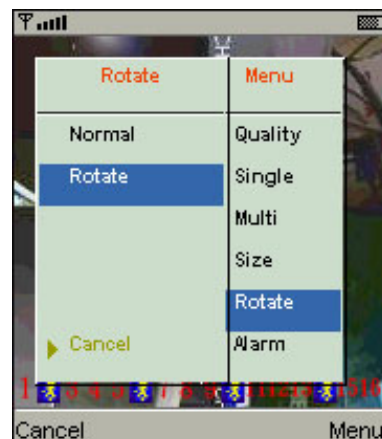 Rotate Menu
Normal Quality
Rotate Single
Multi
Size
Rotate
Cancel Alarm
Cancel Menu